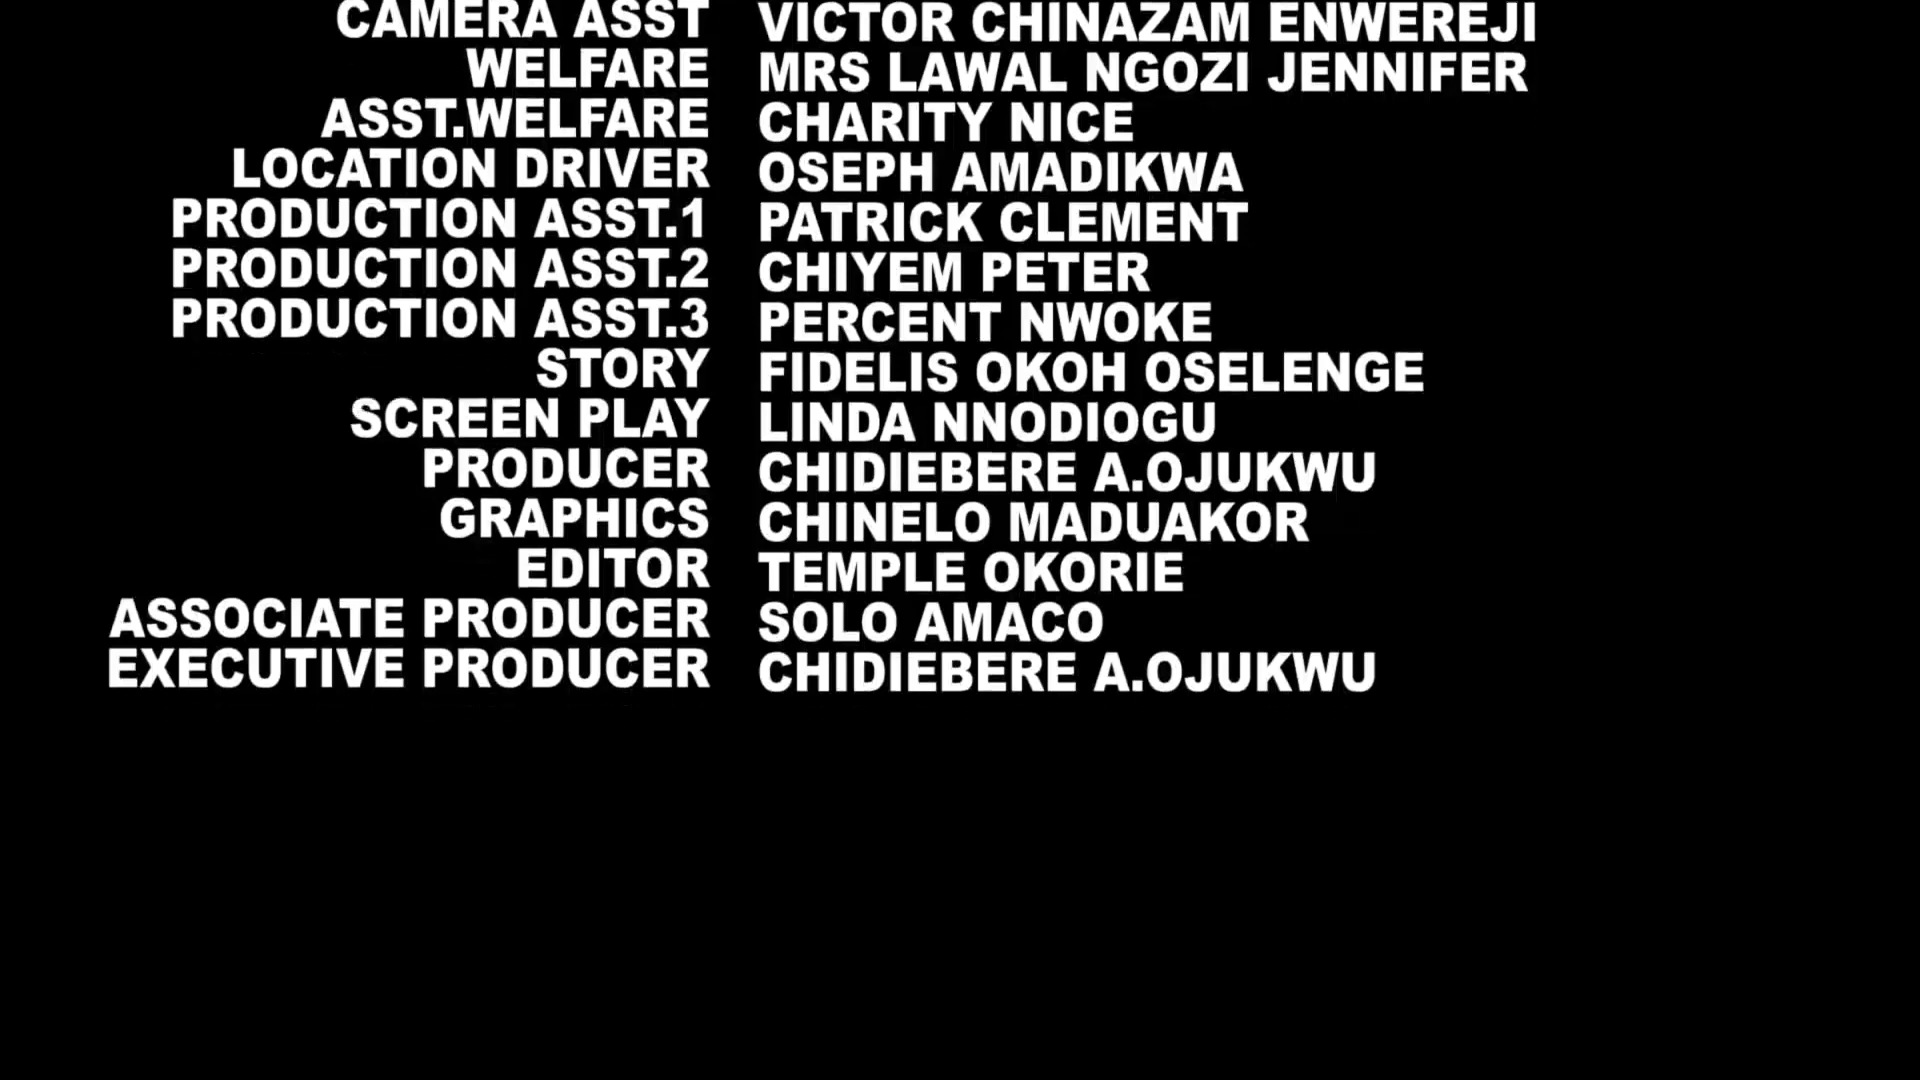 CAMERA ASST VICTOR CHINAZAM ENWEREJI
WELFARE MRS LAWAL NGOZI JENNIFER
ASST.WELFARE CHARITY NICE
LOCATION DRIVER OSEPH AMADIKWA
PRODUCTION ASST.1 PATRICK CLEMENT
PRODUCTION ASST.2 CHIYEM PETER
PRODUCTION ASST.3 PERCENT NWOKE
STORY FIDELIS OKOH OSELENGE
SCREEN PLAY LINDA NNODIOGU
PRODUCER CHIDIEBERE A.OJUKWU
GRAPHICS CHINELO MADUAKOR
EDITOR TEMPLE OKORIE
ASSOCIATE PRODUCER SOLO AMACO
EXECUTIVE PRODUCER CHIDIEBERE A.OJUKWU